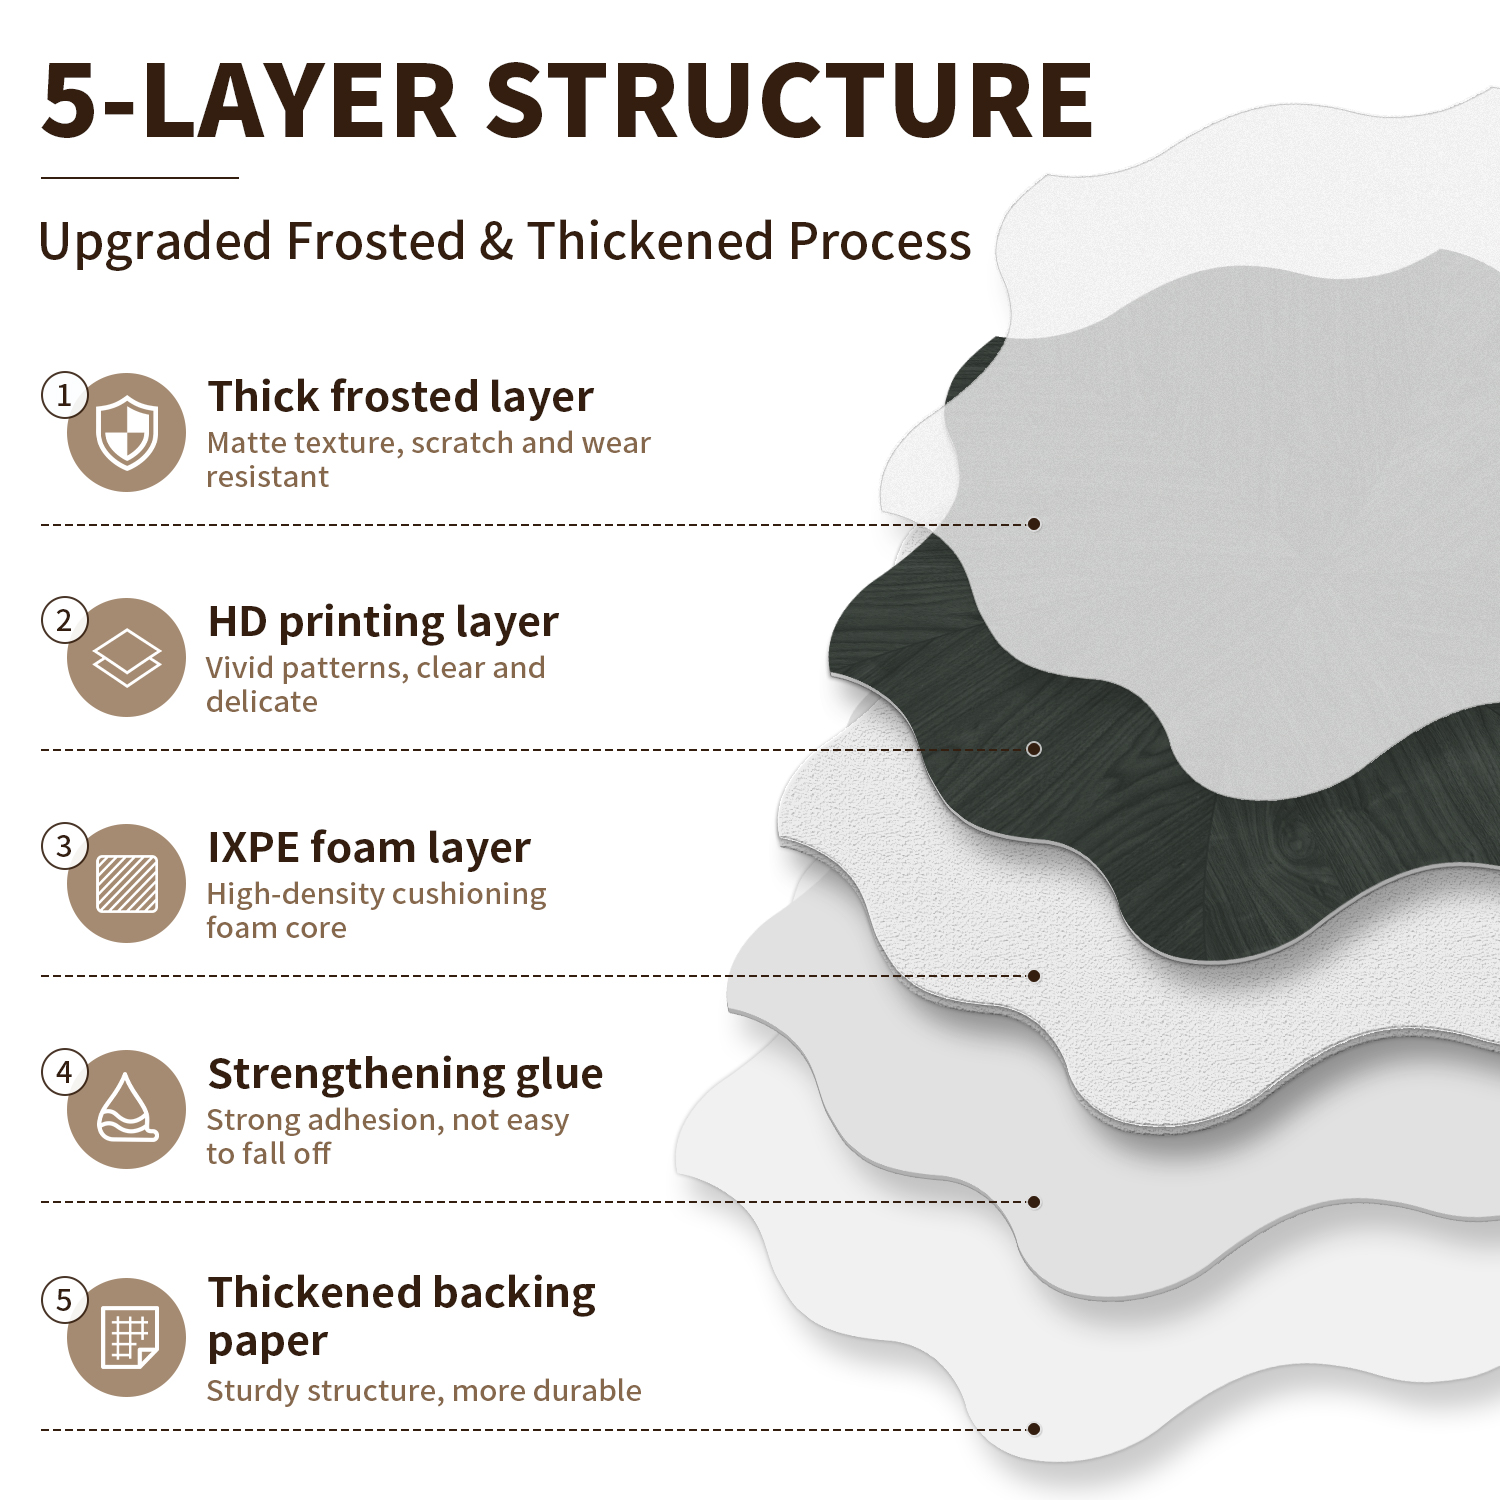 5-LAYER STRUCTURE
Upgraded Frosted & Thickened Process
1
Thick frosted layer
Matte texture, scratch and wear
resistant
2
HD printing layer
Vivid patterns, clear and
delicate
3
IXPE foam layer
High-density cushioning
foam core
4
Strengthening glue
Strong adhesion, not easy
to fall off
5
Thickened backing
paper
Sturdy structure, more durable